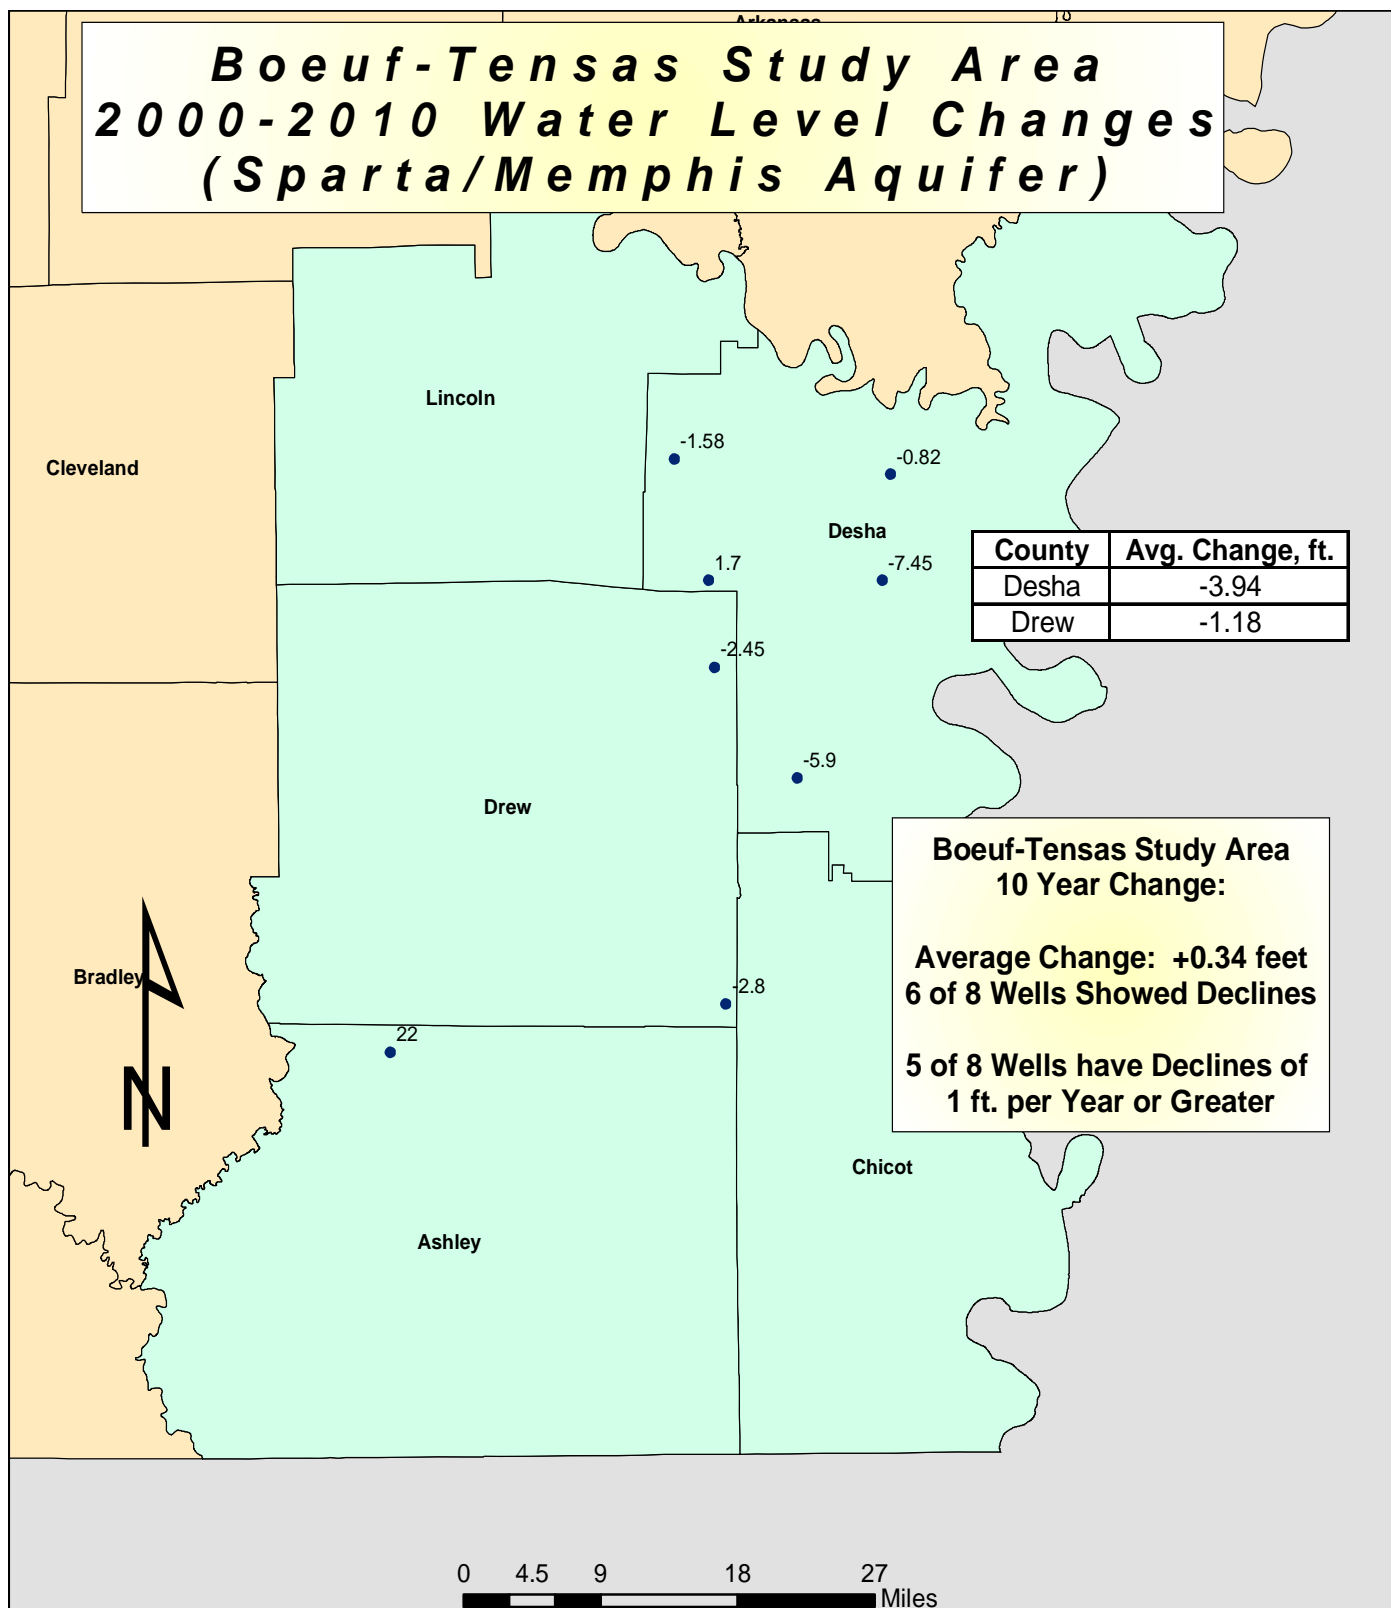 Arkansas
Boeuf-Tensas Study Area
2000-2010 Water Level Changes
(Sparta/Memphis Aquifer)
Lincoln
Cleveland
-1.58
-0.82
Desha
1.7
-7.45
County Avg. Change, ft.
Desha -3.94
Drew -1.18
-2.45
-5.9
Drew
Boeuf-Tensas Study Area
10 Year Change:
Average Change: +0.34 feet
6 of 8 Wells Showed Declines
5 of 8 Wells have Declines of
1 ft. per Year or Greater
Bradley
-2.8
22
N
Chicot
Ashley
0 4.5 9 18 27
Miles